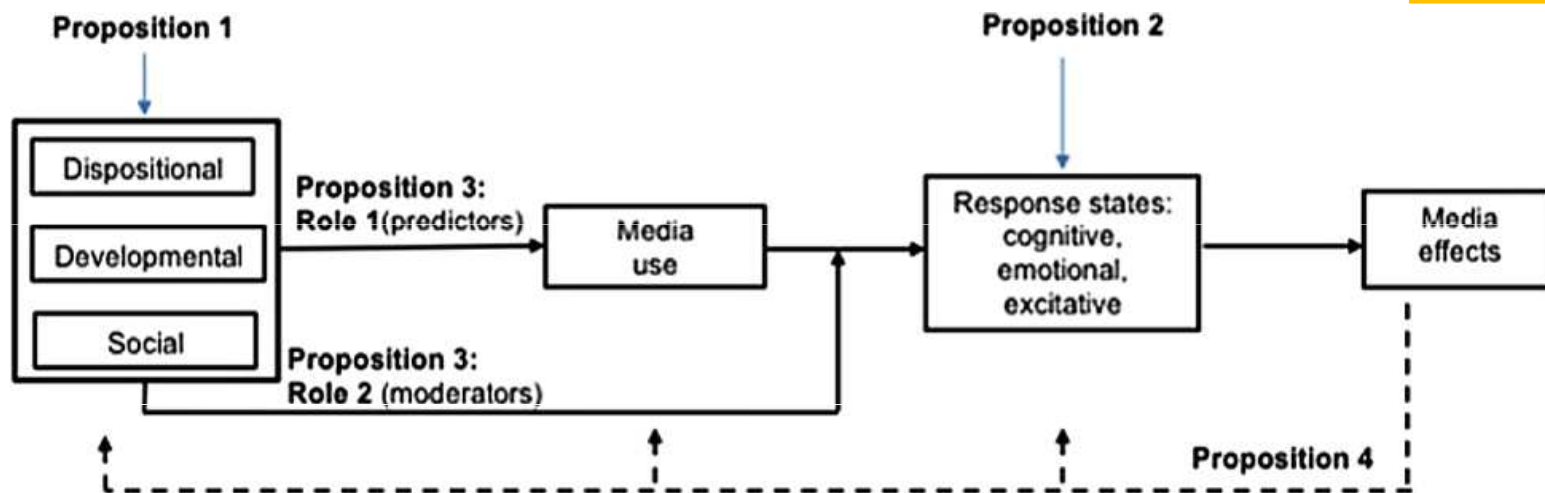 Proposition 1
Proposition 2
Dispositional
Developmental
Social
Proposition 3:
Role 1(predictors)
Proposition 3:
Role 2 (moderators)
Media
use
Response states:
cognitive,
emotional,
excitative
Media
effects
Proposition 4